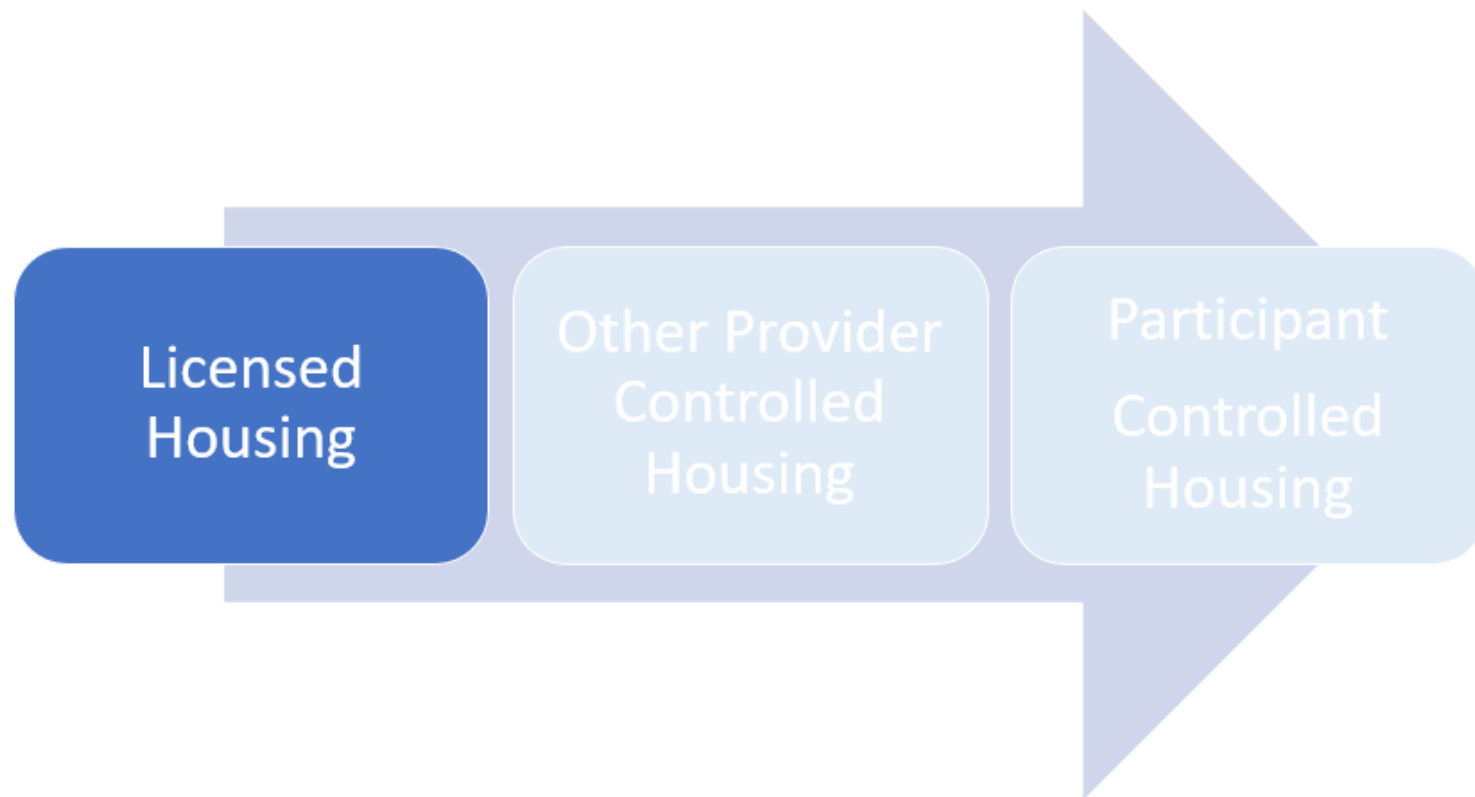 Licensed
Housing
Other Provider
Controlled
Housing
Participant
Controlled
Housing